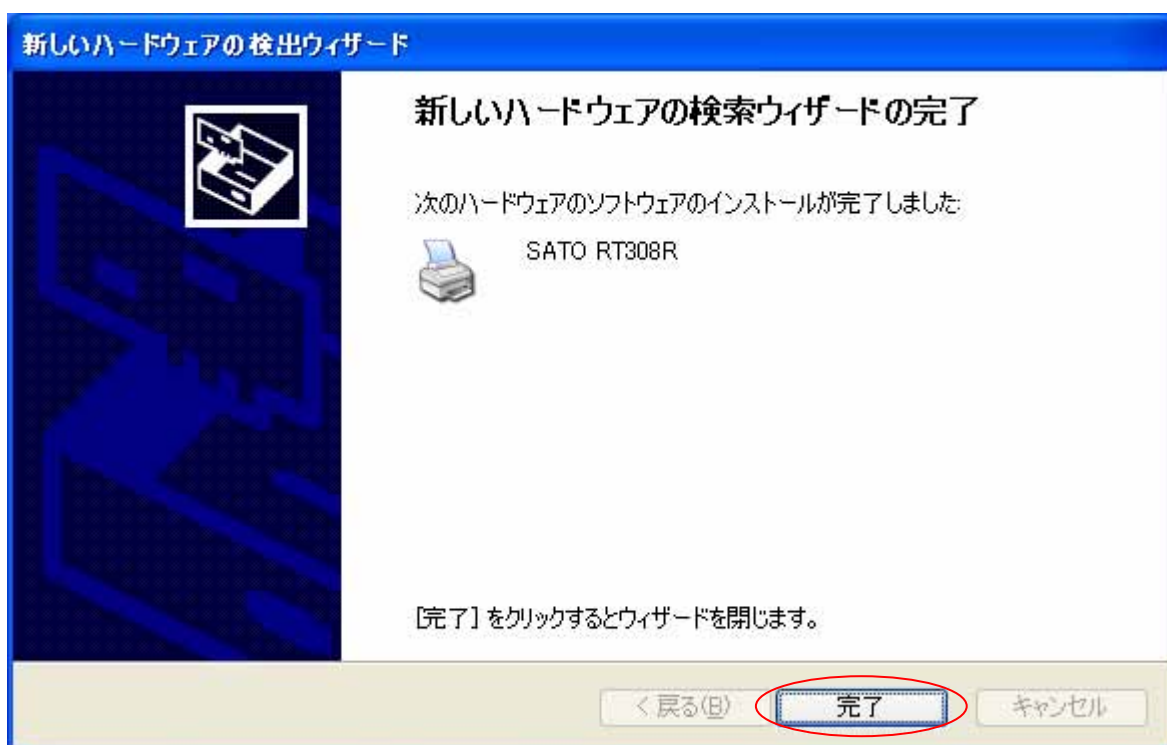 新しいハードウェアの検出ウィザード
新しいハードウェアの検索ウィザードの完了
次のハードウェアのソフトウェアのインストールが完了しました:
SATO RT308R
[完了] をクリックするとウィザードを閉じます。
< 戻る(B) 完了 キャンセル